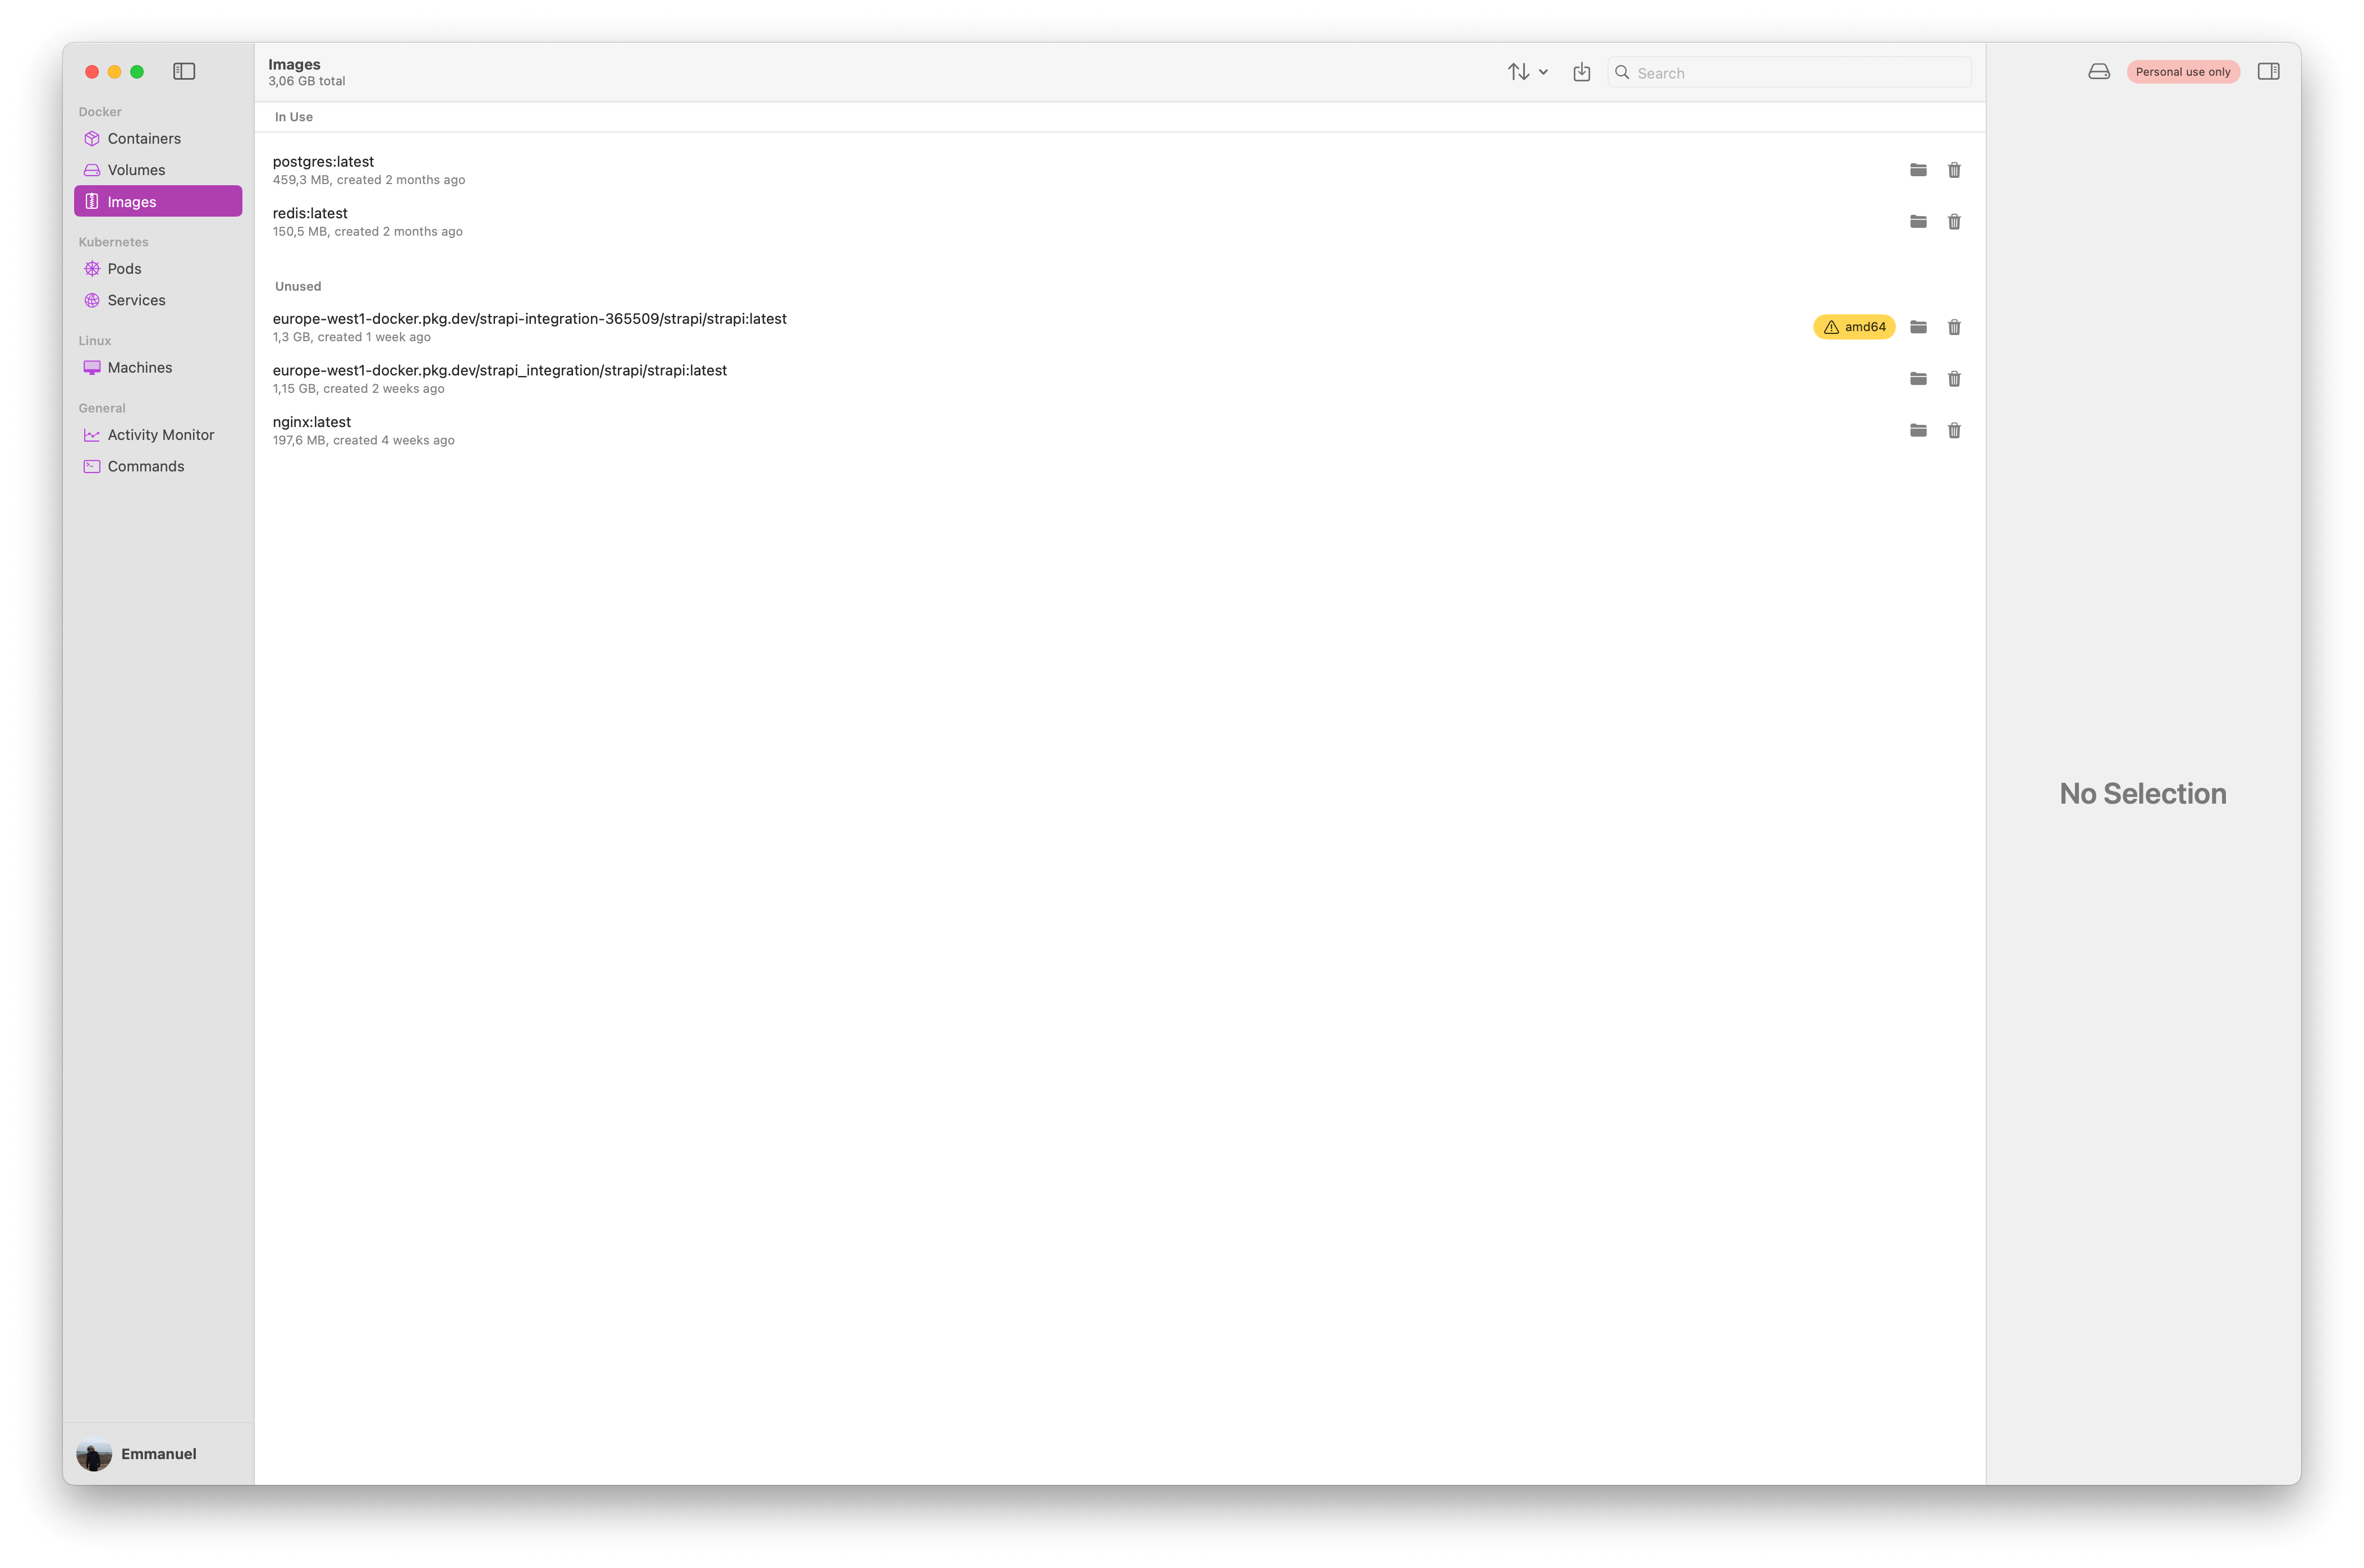 Docker
Containers
Volumes
Images
Kubernetes
Pods
Services
Linux
Machines
General
Activity Monitor
Commands
Emmanuel
Images
3,06 GB total
Search
In Use
postgres:latest
459,3 MB, created 2 months ago
redis:latest
150,5 MB, created 2 months ago
Unused
europe-west1-docker.pkg.dev/strapi-integration-365509/strapi/strapi:latest
1,3 GB, created 1 week ago
amd64
europe-west1-docker.pkg.dev/strapi_integration/strapi/strapi:latest
1,15 GB, created 2 weeks ago
nginx:latest
197,6 MB, created 4 weeks ago
Personal use only
No Selection